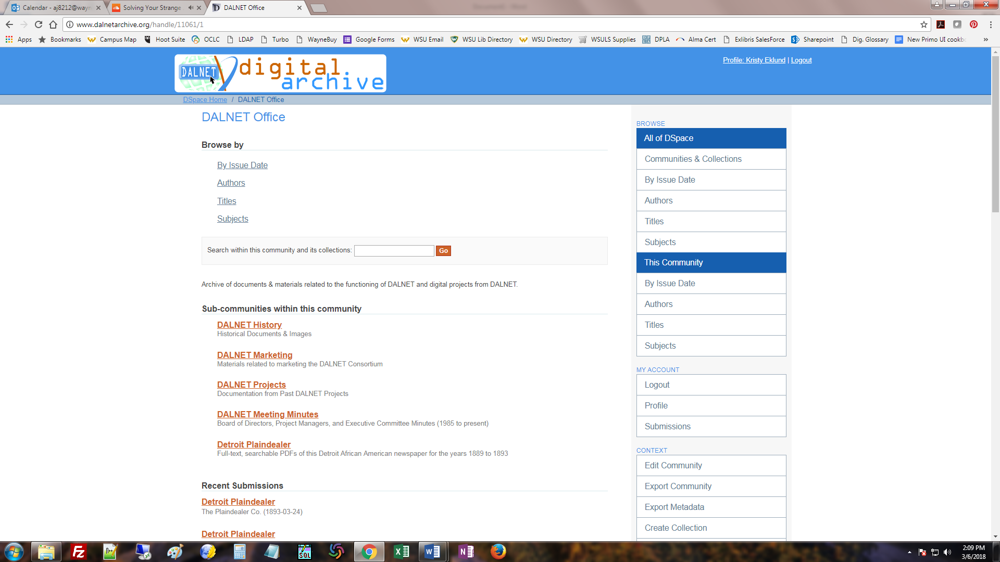 Calendar - aj8212@wayn
Solving Your Strange
DALNET Office
www.dalnetarchive.org/handle/11061/1
Apps Bookmarks Campus Map Hoot Suite OCLC LDAP Turbo WayneBuy Google Forms WSU Email WSU Lib Directory WSU Directory WSULS Supplies DPLA Alma Cert Exlibris SalesForce Sharepoint Dig. Glossary New Primo UI cookb »
DALNET digital archive
Profile: Kristy Eklund | Logout
DSpace Home / DALNET Office
DALNET Office
Browse by
By Issue Date
Authors
Titles
Subjects
Search within this community and its collections: Go
Archive of documents & materials related to the functioning of DALNET and digital projects from DALNET.
Sub-communities within this community
DALNET History
Historical Documents & Images
DALNET Marketing
Materials related to marketing the DALNET Consortium
DALNET Projects
Documentation from Past DALNET Projects
DALNET Meeting Minutes
Board of Directors, Project Managers, and Executive Committee Minutes (1985 to present)
Detroit Plaindealer
Full-text, searchable PDFs of this Detroit African American newspaper for the years 1889 to 1893
Recent Submissions
Detroit Plaindealer
The Plaindealer Co. (1893-03-24)
Detroit Plaindealer
BROWSE
All of DSpace
Communities & Collections
By Issue Date
Authors
Titles
Subjects
This Community
By Issue Date
Authors
Titles
Subjects
MY ACCOUNT
Logout
Profile
Submissions
CONTEXT
Edit Community
Export Community
Export Metadata
Create Collection
2:09 PM
3/6/2018